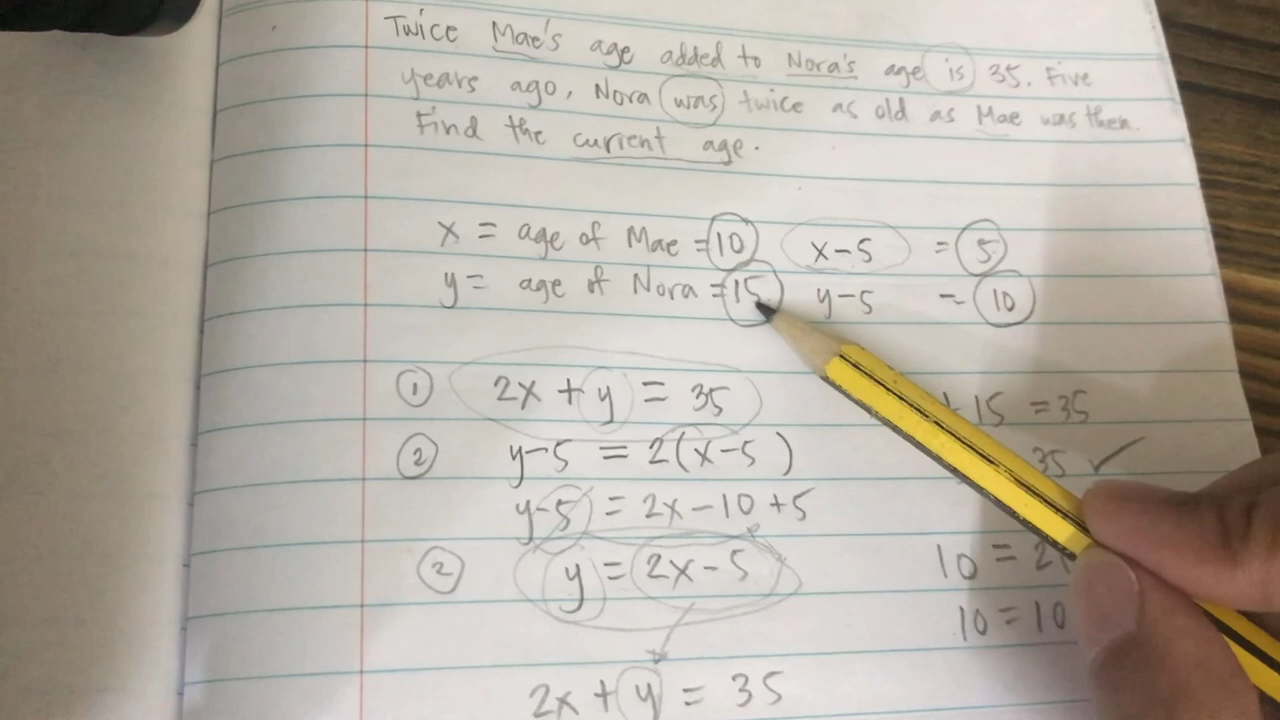 Twice Mae's age added to Nora's age is 35. Five
years ago, Nora was twice as old as Mae was then.
Find the current age.
x = age of Mae = 10 x-5 = 5
y = age of Nora = 15 y-5 = 10
① 2x + y = 35
+ 15 = 35
② y-5 = 2(x-5)
35 ✓
y-5 = 2x-10+5
② y = 2x-5
10 = 2
10 = 10
2x + y = 35